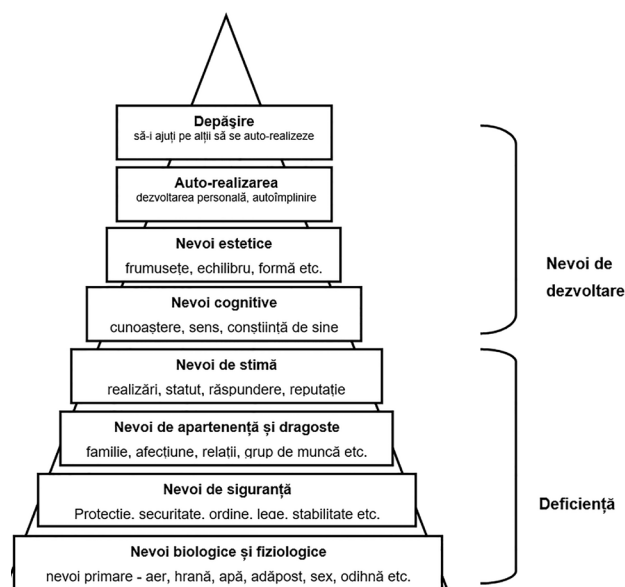 Depăşire
să-i ajuți pe alții să se auto-realizeze
Auto-realizarea
dezvoltarea personală, autoîmplinire
Nevoi estetice
frumusețe, echilibru, formă etc.
Nevoi cognitive
cunoaștere, sens, conștiință de sine
Nevoi de stimă
realizări, statut, răspundere, reputație
Nevoi de apartenență și dragoste
familie, afecțiune, relații, grup de muncă etc.
Nevoi de siguranță
Protecție, securitate, ordine, lege, stabilitate etc.
Nevoi biologice și fiziologice
nevoi primare - aer, hrană, apă, adăpost, sex, odihnă etc.
Nevoi de
dezvoltare
Deficiență